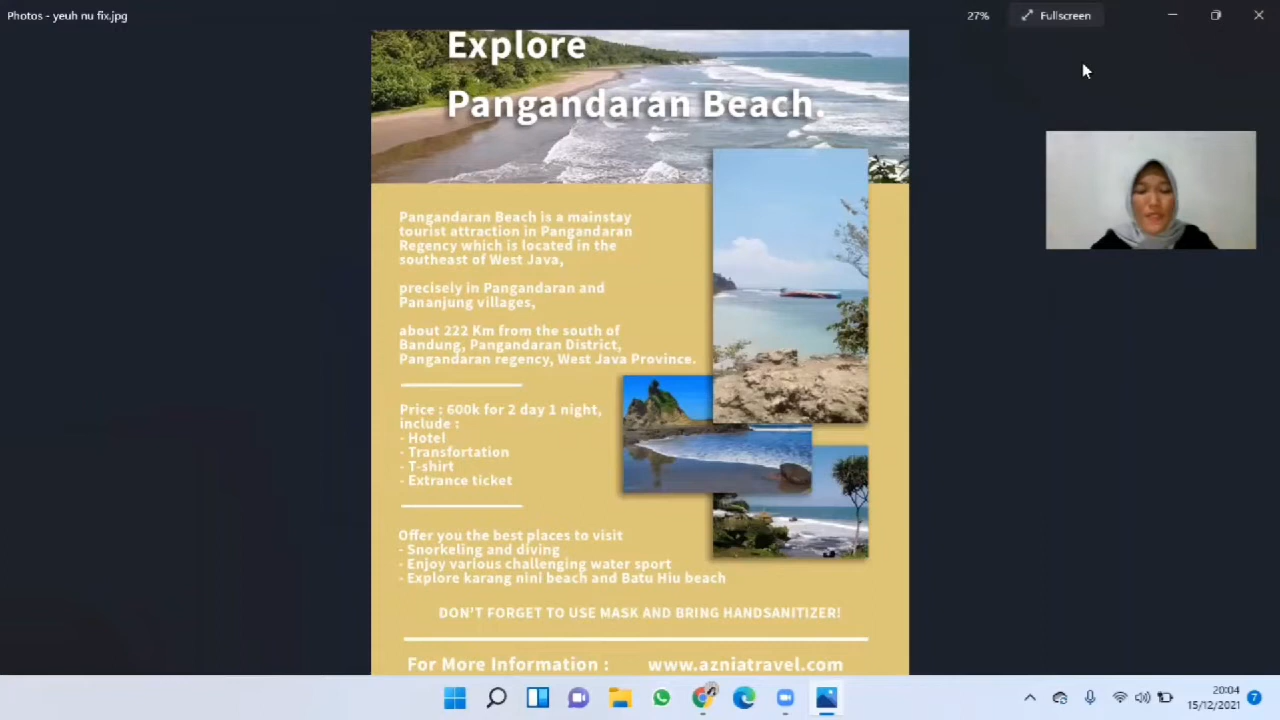 Photos - yeuh nu fix.jpg
27%
Fullscreen
Explore
Pangandaran Beach.
Pangandaran Beach is a mainstay
tourist attraction in Pangandaran
Regency which is located in the
southeast of West Java,
precisely in Pangandaran and
Pananjung villages,
about 222 Km from the south of
Bandung, Pangandaran District,
Pangandaran regency, West Java Province.
Price : 600k for 2 day 1 night,
include :
- Hotel
- Transfortation
- T-shirt
- Extrance ticket
Offer you the best places to visit
- Snorkeling and diving
- Enjoy various challenging water sport
- Explore karang nini beach and Batu Hiu beach
DON'T FORGET TO USE MASK AND BRING HANDSANITIZER!
For More Information : www.azniatravel.com
20:04
15/12/2021
7